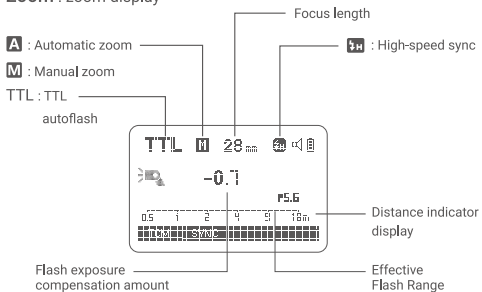 Zoom : zoom display
Focus length
A : Automatic zoom
H : High-speed sync
M : Manual zoom
TTL : TTL
autoflash
TTL M 28 mm H
-0.7
F5.6
0.5 1 2 4 9 18m
SYNC
Distance indicator
display
Flash exposure
compensation amount
Effective
Flash Range